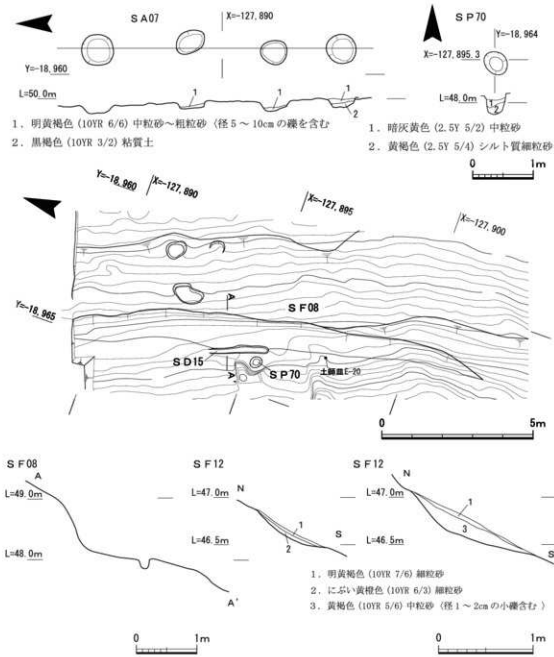 SA07
X=-127,890
Y=-18,960
L=50.0m
1
1
1
2
1. 明黄褐色 (10YR 6/6) 中粒砂～粗粒砂〈径5～10cmの礫を含む
2. 黒褐色 (10YR 3/2) 粘質土
SP70
Y=-18,964
X=-127,895.3
L=48.0m
1
2
1. 暗灰黄色 (2.5Y 5/2) 中粒砂
2. 黄褐色 (2.5Y 5/4) シルト質細粒砂
0 1m
Y=-18,960
X=-127,890
X=-127,895
X=-127,900
Y=-18,965
A
SF08
SD15
SP70
土師皿E-20
A'
0 5m
SF08
A
L=49.0m
L=48.0m
A'
0 1m
SF12
N
L=47.0m
1
L=46.5m
2
S
SF12
N
L=47.0m
1
3
L=46.5m
S
1. 明黄褐色 (10YR 7/6) 細粒砂
2. にぶい黄橙色 (10YR 6/3) 細粒砂
3. 黄褐色 (10YR 5/6) 中粒砂〈径1～2cmの小礫含む〉
0 1m